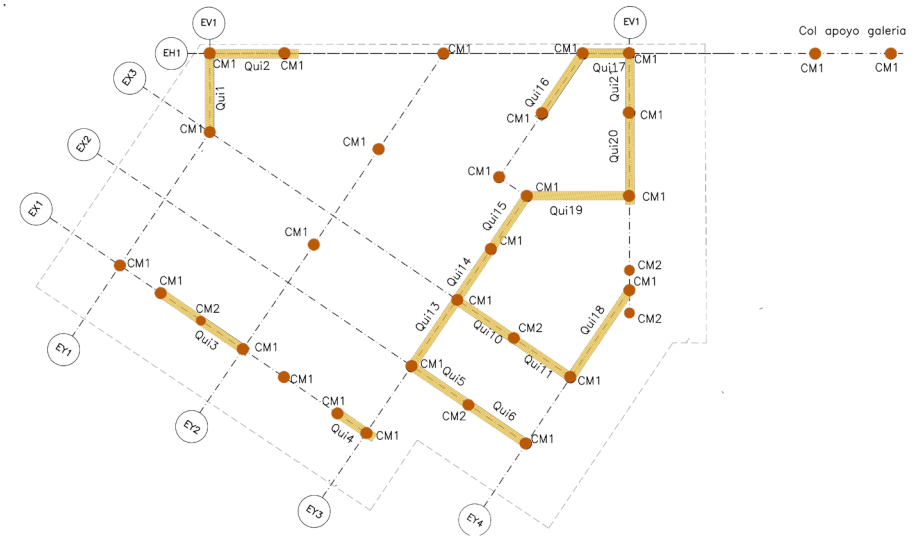 EV1
EV1
Col apoyo galeria
EH1
CM1
CM1
CM1
CM1
CM1
CM1
CM1
CM1
Qui2
Qui17
EX3
Qui1
Qui16
Qui21
CM1
CM1
CM1
EX2
CM1
Qui20
CM1
CM1
CM1
Qui19
EX1
Qui15
CM1
CM1
CM1
CM2
Qui14
CM1
CM1
CM1
CM2
Qui13
Qui10
CM2
Qui18
Qui3
CM1
EY1
CM1
Qui5
Qui11
CM1
CM1
CM1
CM2
Qui6
EY2
Qui4
CM1
CM1
EY3
EY4